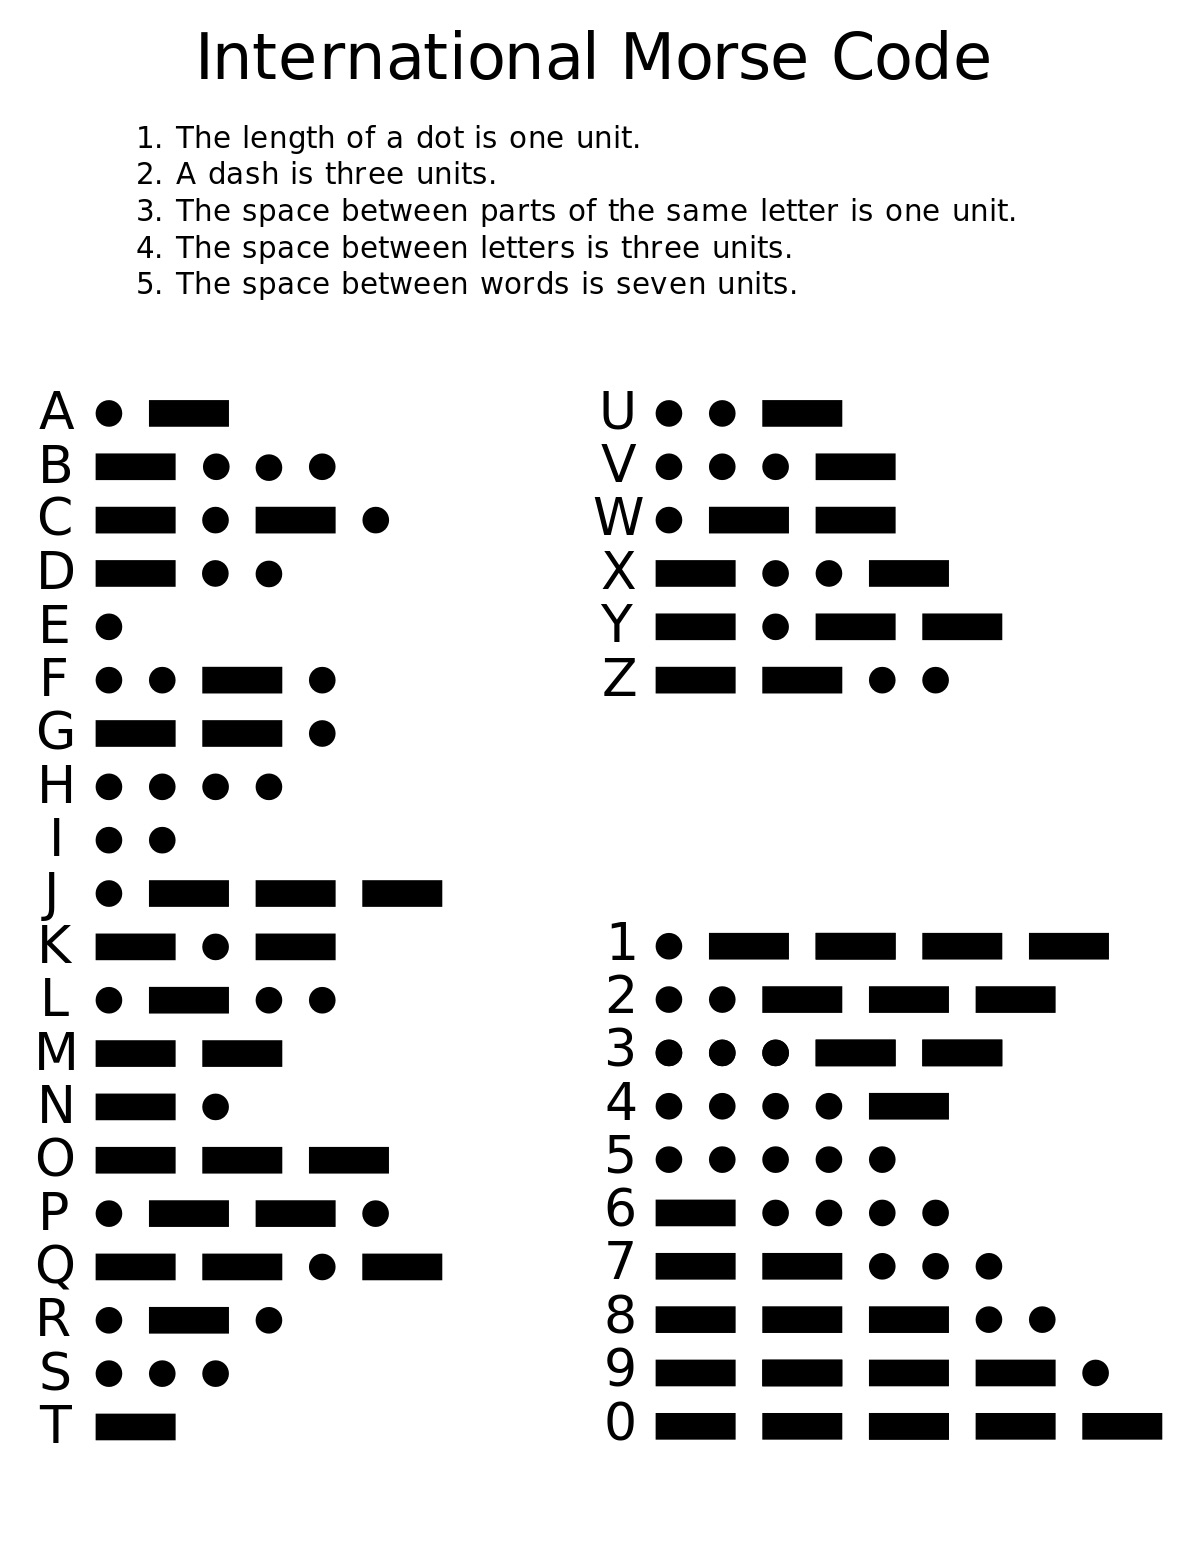 International Morse Code
1. The length of a dot is one unit.
2. A dash is three units.
3. The space between parts of the same letter is one unit.
4. The space between letters is three units.
5. The space between words is seven units.
A
B
C
D
E
F
G
H
I
J
K
L
M
N
O
P
Q
R
S
T
U
V
W
X
Y
Z
1
2
3
4
5
6
7
8
9
0